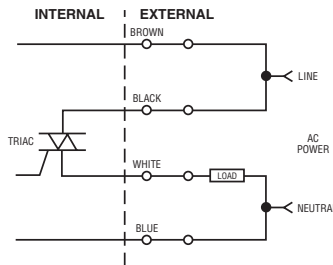 INTERNAL EXTERNAL
BROWN
LINE
BLACK
TRIAC
AC
POWER
WHITE
LOAD
NEUTRA
BLUE